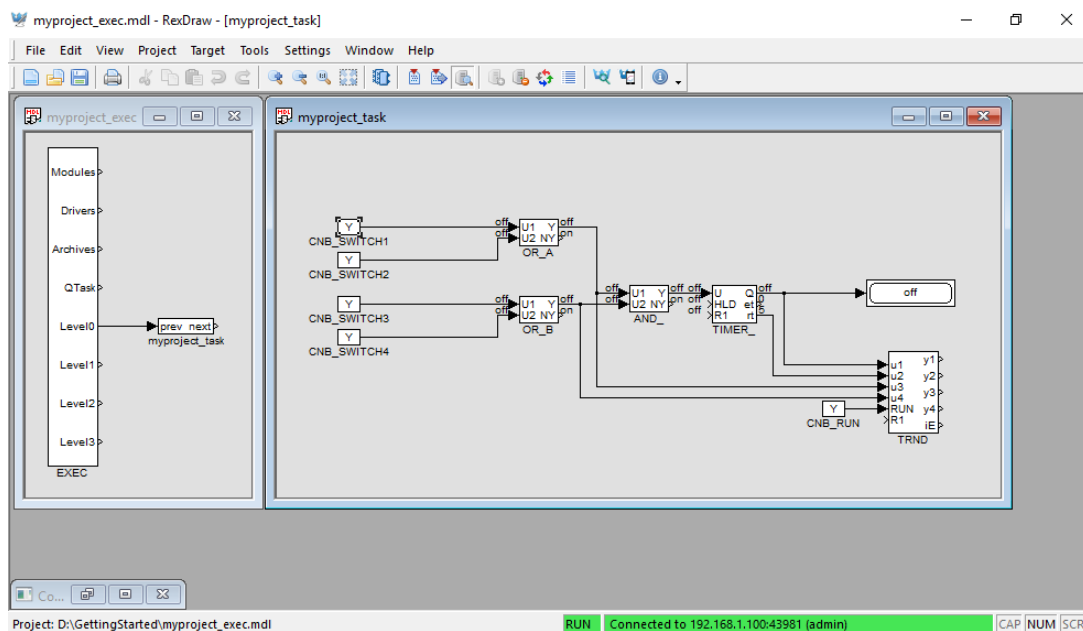 myproject_exec.mdl - RexDraw - [myproject_task]
File Edit View Project Target Tools Settings Window Help
myproject_exec
myproject_task
Modules
Drivers
Archives
QTask
Level0
prev next
myproject_task
Level1
Level2
Level3
EXEC
Y
CNB_SWITCH1
Y
CNB_SWITCH2
off U1 Y off
off U2 NY on
OR_A
Y
CNB_SWITCH3
Y
CNB_SWITCH4
off U1 Y off
off U2 NY on
OR_B
off U1 Y off
off U2 NY on
AND_
off U Q off
off HLD et 0
off R1 rt
TIMER_
off
Y
CNB_RUN
u1 y1
u2 y2
u3 y3
u4 y4
RUN iE
R1
TRND
Co...
Project: D:\GettingStarted\myproject_exec.mdl
RUN
Connected to 192.168.1.100:43981 (admin)
CAP NUM SCR